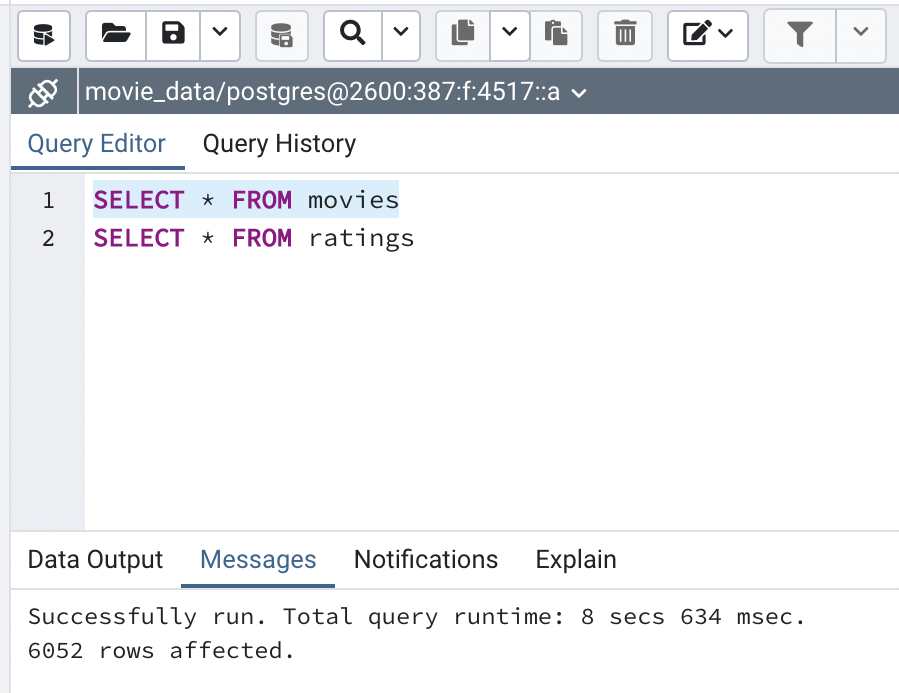 movie_data/postgres@2600:387:f:4517::a
Query Editor Query History
1 SELECT * FROM movies
2 SELECT * FROM ratings
Data Output Messages Notifications Explain
Successfully run. Total query runtime: 8 secs 634 msec.
6052 rows affected.